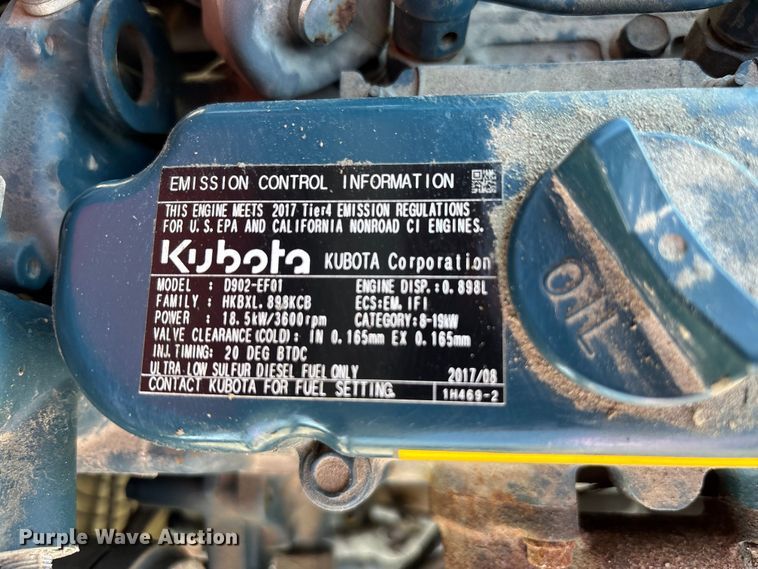 EMISSION CONTROL INFORMATION
THIS ENGINE MEETS 2017 Tier4 EMISSION REGULATIONS
FOR U.S.EPA AND CALIFORNIA NONROAD CI ENGINES.
Kubota KUBOTA Corporation
MODEL : D902-EF01 ENGINE DISP.:0.898L
FAMILY : HKBXL.898KCB ECS:EM,IFI
POWER : 18.5kW/3600rpm CATEGORY:8-19kW
VALVE CLEARANCE(COLD): IN 0.165mm EX 0.165mm
INJ.TIMING: 20 DEG BTDC
ULTRA LOW SULFUR DIESEL FUEL ONLY 2017/08
CONTACT KUBOTA FOR FUEL SETTING. 1H469-2
OIL
Purple Wave Auction